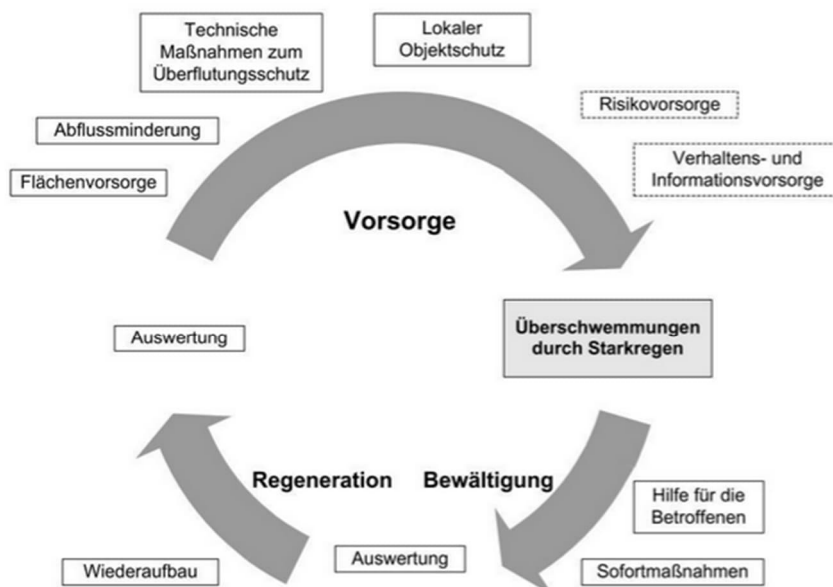 Technische
Maßnahmen zum
Überflutungsschutz
Lokaler
Objektschutz
Risikovorsorge
Abflussminderung
Verhaltens- und
Informationsvorsorge
Flächenvorsorge
Vorsorge
Auswertung
Überschwemmungen
durch Starkregen
Regeneration
Bewältigung
Hilfe für die
Betroffenen
Auswertung
Wiederaufbau
Sofortmaßnahmen